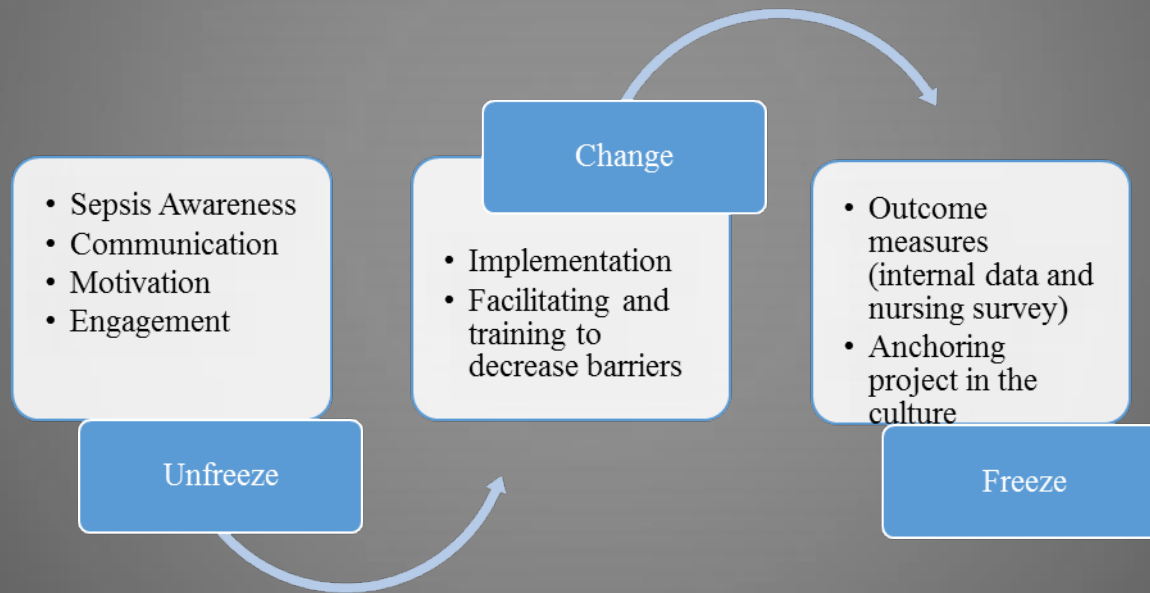 • Sepsis Awareness
• Communication
• Motivation
• Engagement
Unfreeze
Change
• Implementation
• Facilitating and
training to
decrease barriers
• Outcome
measures
(internal data and
nursing survey)
• Anchoring
project in the
culture
Freeze